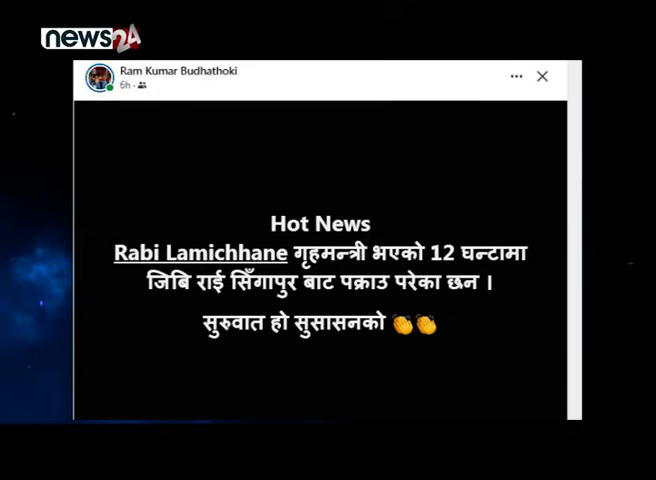 news24
Ram Kumar Budhathoki
6h
Hot News
Rabi Lamichhane गृहमन्त्री भएको 12 घन्टामा
जिबि राई सिँगापुर बाट पक्राउ परेका छन ।
सुरुवात हो सुसासनको 👏👏